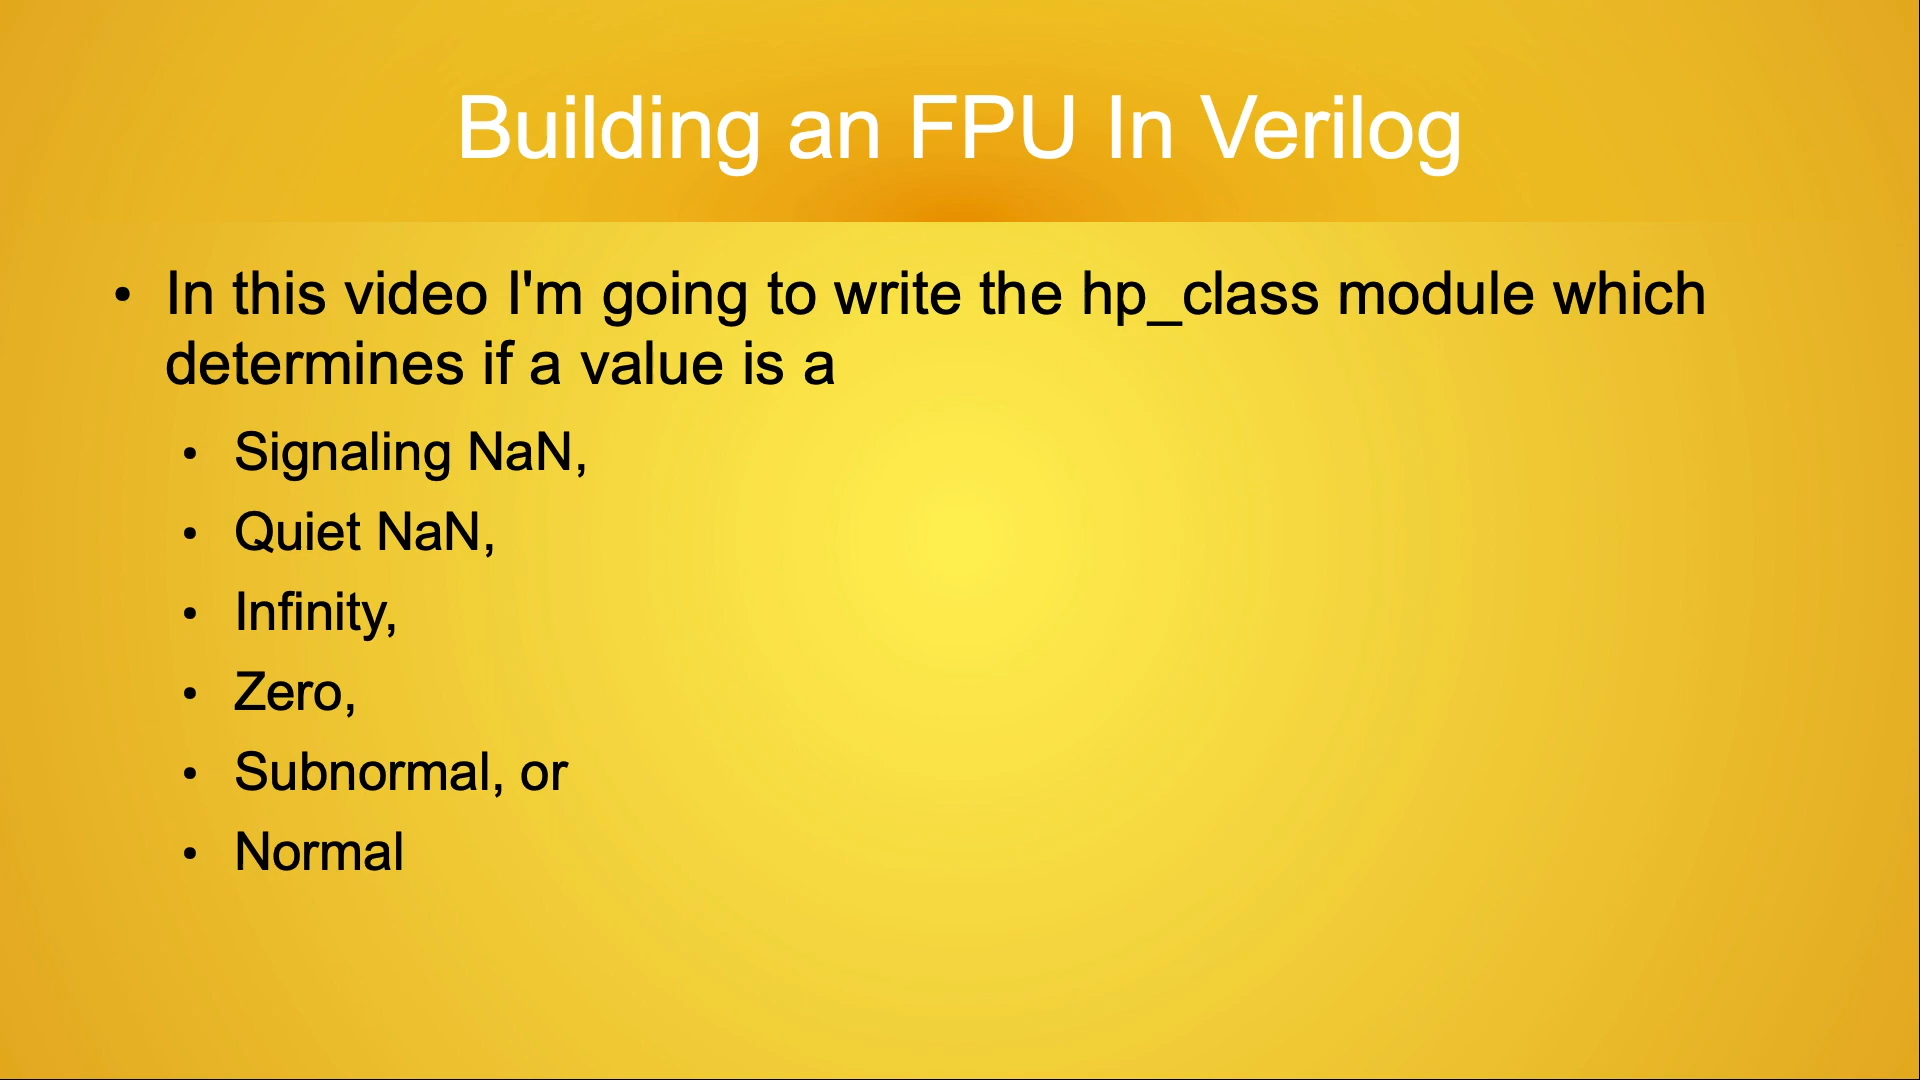 Building an FPU In Verilog
• In this video I'm going to write the hp_class module which
determines if a value is a
• Signaling NaN,
• Quiet NaN,
• Infinity,
• Zero,
• Subnormal, or
• Normal